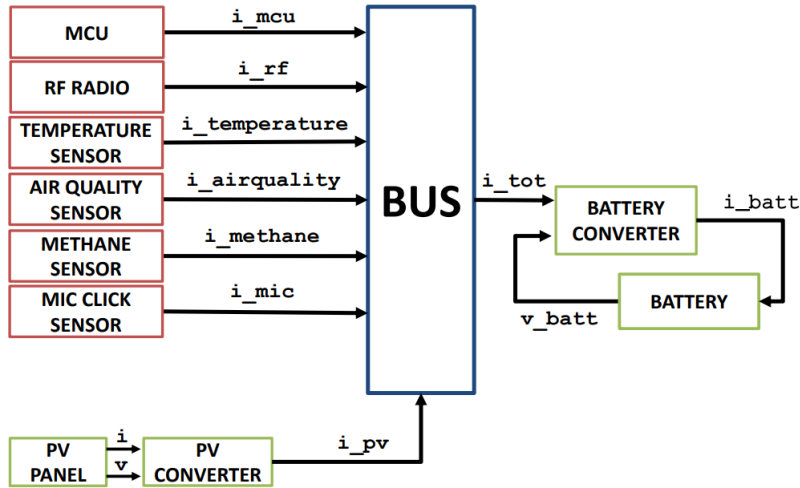 MCU
i_mcu
RF RADIO
i_rf
TEMPERATURE
SENSOR
i_temperature
AIR QUALITY
SENSOR
i_airquality
METHANE
SENSOR
i_methane
MIC CLICK
SENSOR
i_mic
BUS
i_tot
BATTERY
CONVERTER
i_batt
BATTERY
v_batt
PV
PANEL
i
v
PV
CONVERTER
i_pv